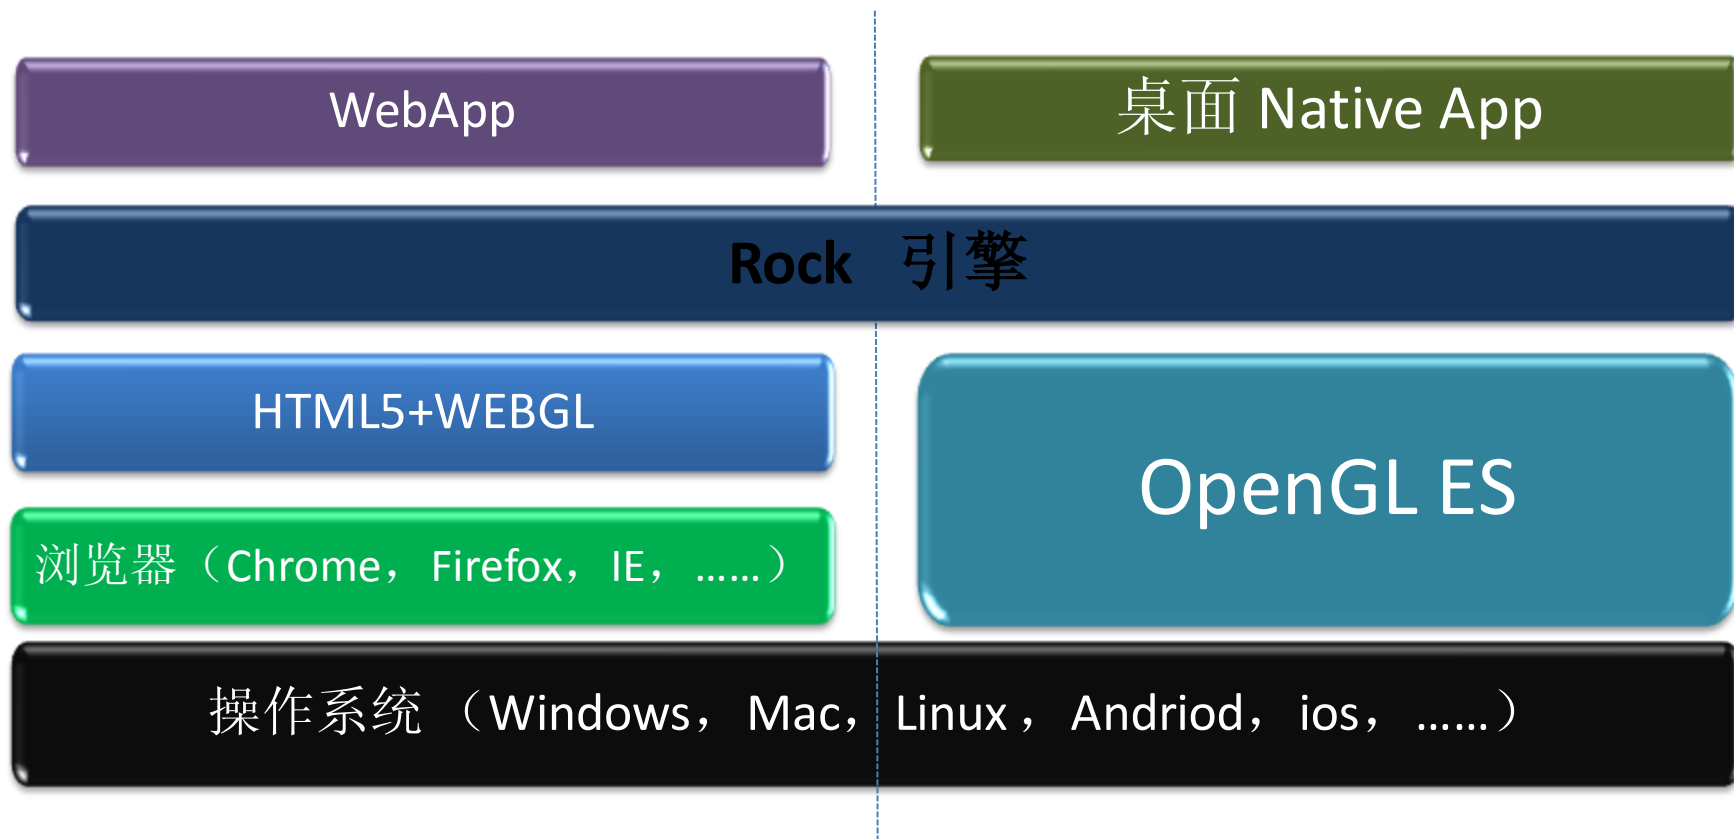 WebApp
桌面 Native App
Rock 引擎
HTML5+WEBGL
OpenGL ES
浏览器（Chrome，Firefox，IE，……）
操作系统（Windows，Mac，Linux，Andriod，ios，……）